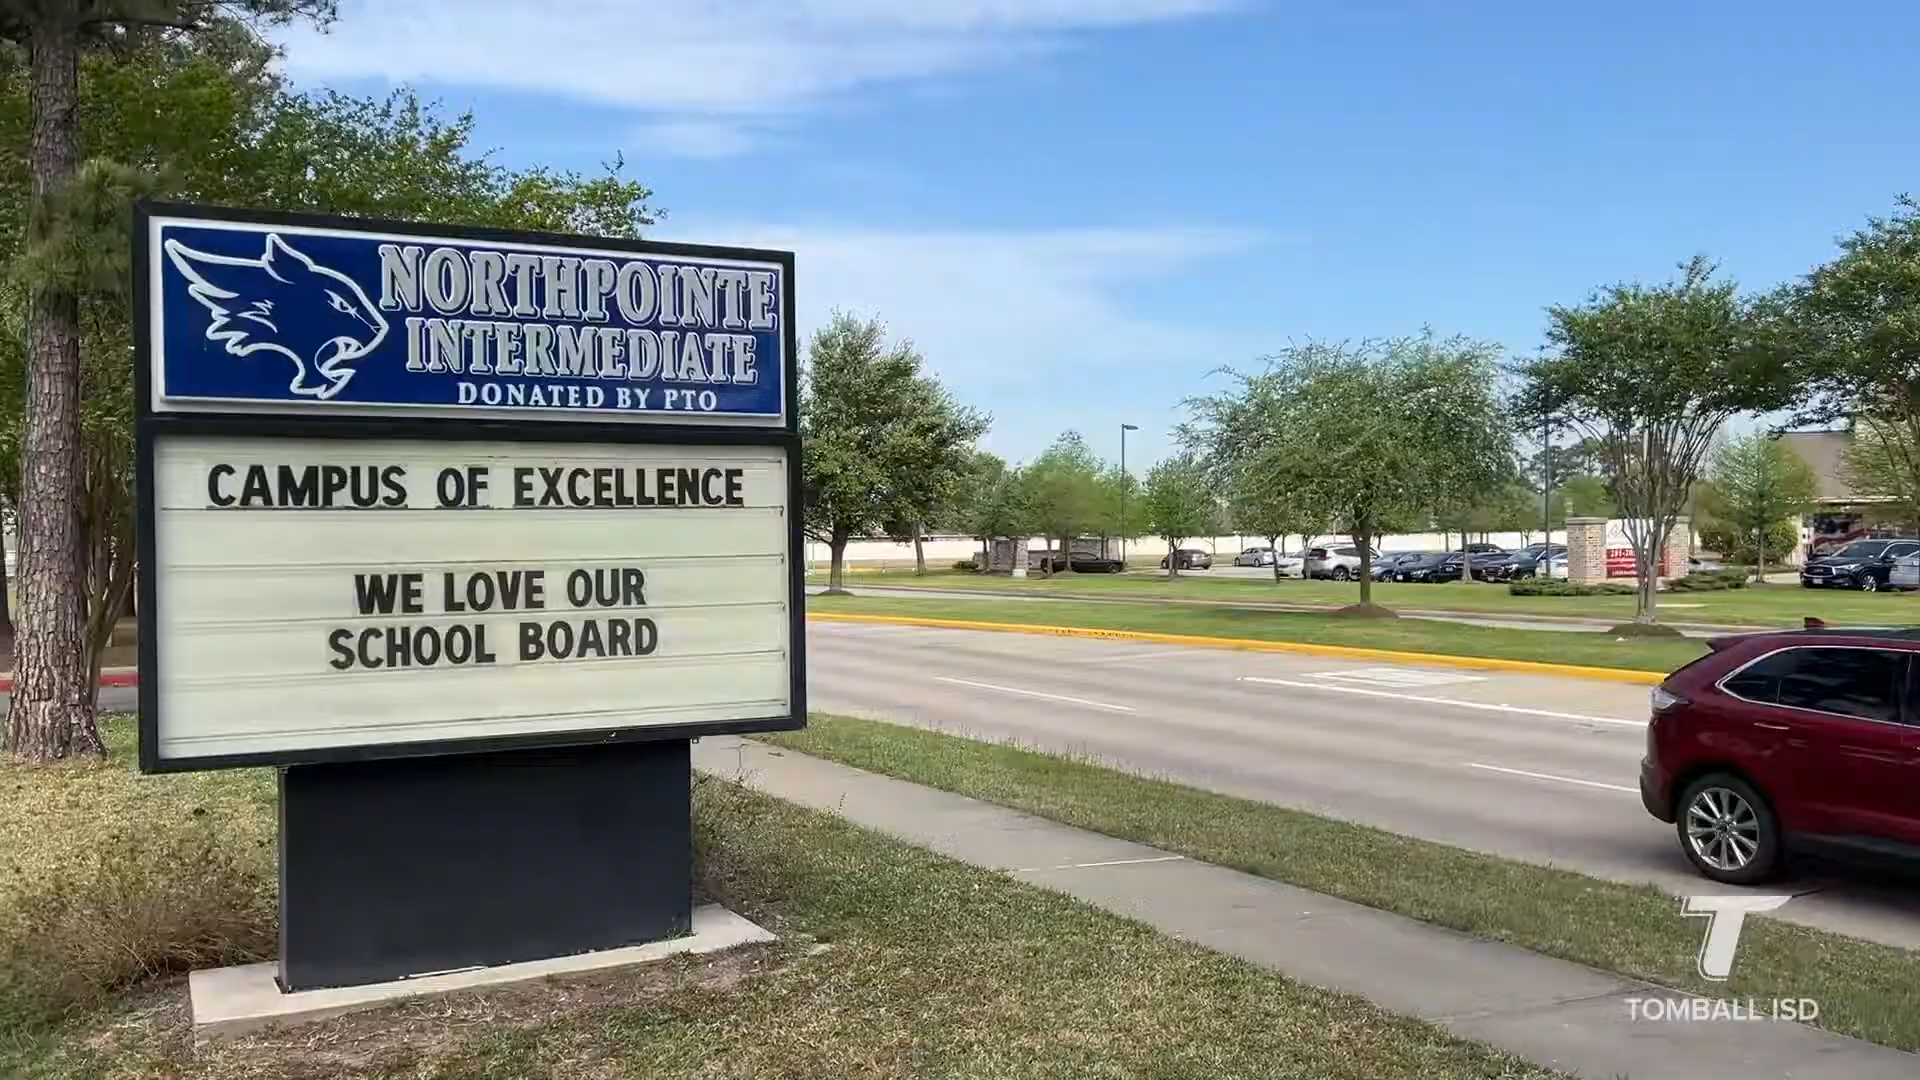 NORTHPOINTE
INTERMEDIATE
DONATED BY PTO
CAMPUS OF EXCELLENCE
WE LOVE OUR
SCHOOL BOARD
TOMBALL ISD